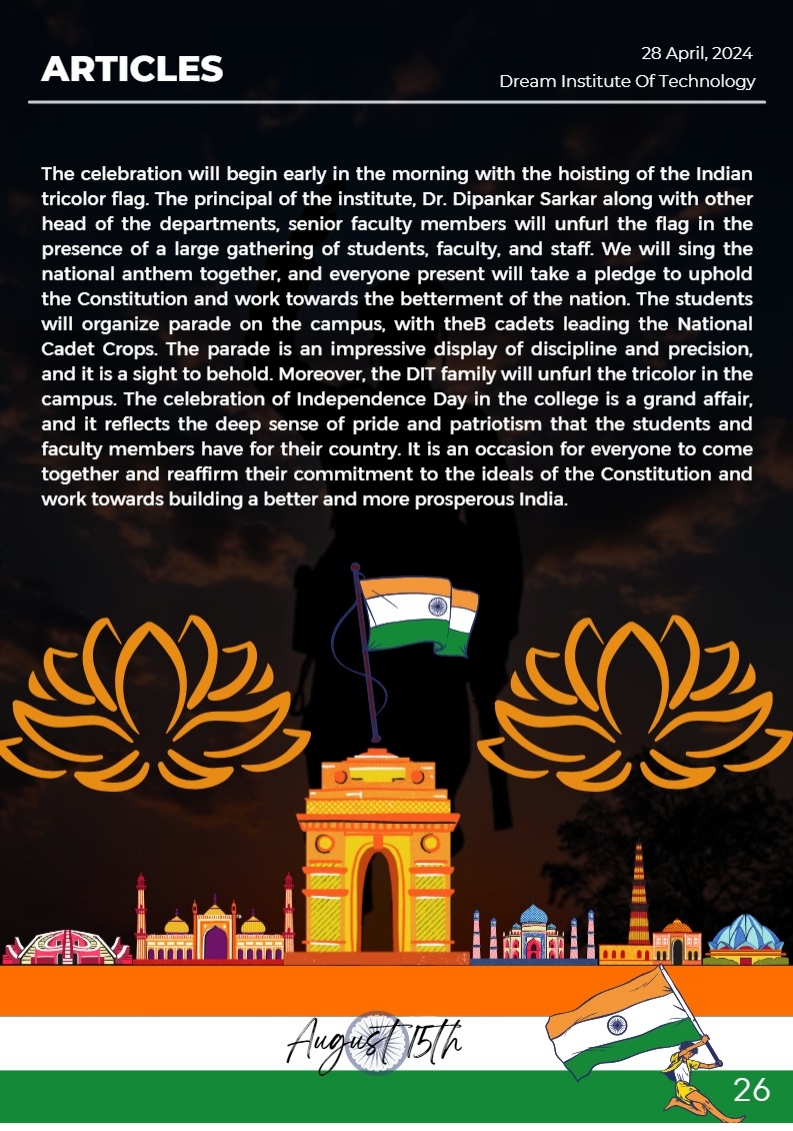 ARTICLES
28 April, 2024
Dream Institute Of Technology
The celebration will begin early in the morning with the hoisting of the Indian
tricolor flag. The principal of the institute, Dr. Dipankar Sarkar along with other
head of the departments, senior faculty members will unfurl the flag in the
presence of a large gathering of students, faculty, and staff. We will sing the
national anthem together, and everyone present will take a pledge to uphold
the Constitution and work towards the betterment of the nation. The students
will organize parade on the campus, with theB cadets leading the National
Cadet Crops. The parade is an impressive display of discipline and precision,
and it is a sight to behold. Moreover, the DIT family will unfurl the tricolor in the
campus. The celebration of Independence Day in the college is a grand affair,
and it reflects the deep sense of pride and patriotism that the students and
faculty members have for their country. It is an occasion for everyone to come
together and reaffirm their commitment to the ideals of the Constitution and
work towards building a better and more prosperous India.
August 15th
26